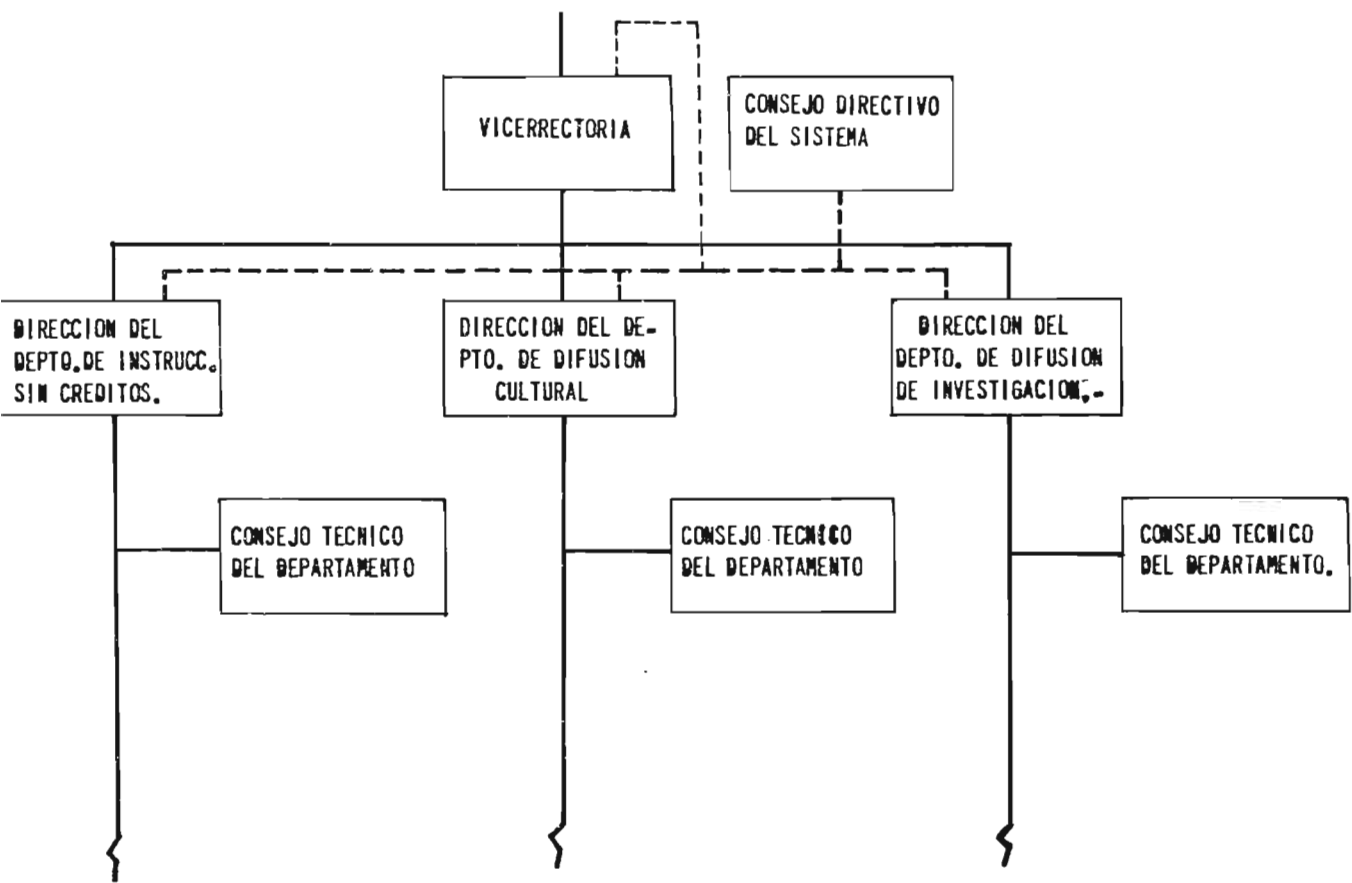 VICERRECTORIA
CONSEJO DIRECTIVO
DEL SISTEMA
DIRECCION DEL
DEPTO.DE INSTRUCC.
SIN CREDITOS.
DIRECCION DEL DE-
PTO. DE DIFUSION
CULTURAL
DIRECCION DEL
DEPTO. DE DIFUSION
DE INVESTIGACION.-
CONSEJO TECNICO
DEL DEPARTAMENTO
CONSEJO TECNICO
DEL DEPARTAMENTO
CONSEJO TECNICO
DEL DEPARTAMENTO.